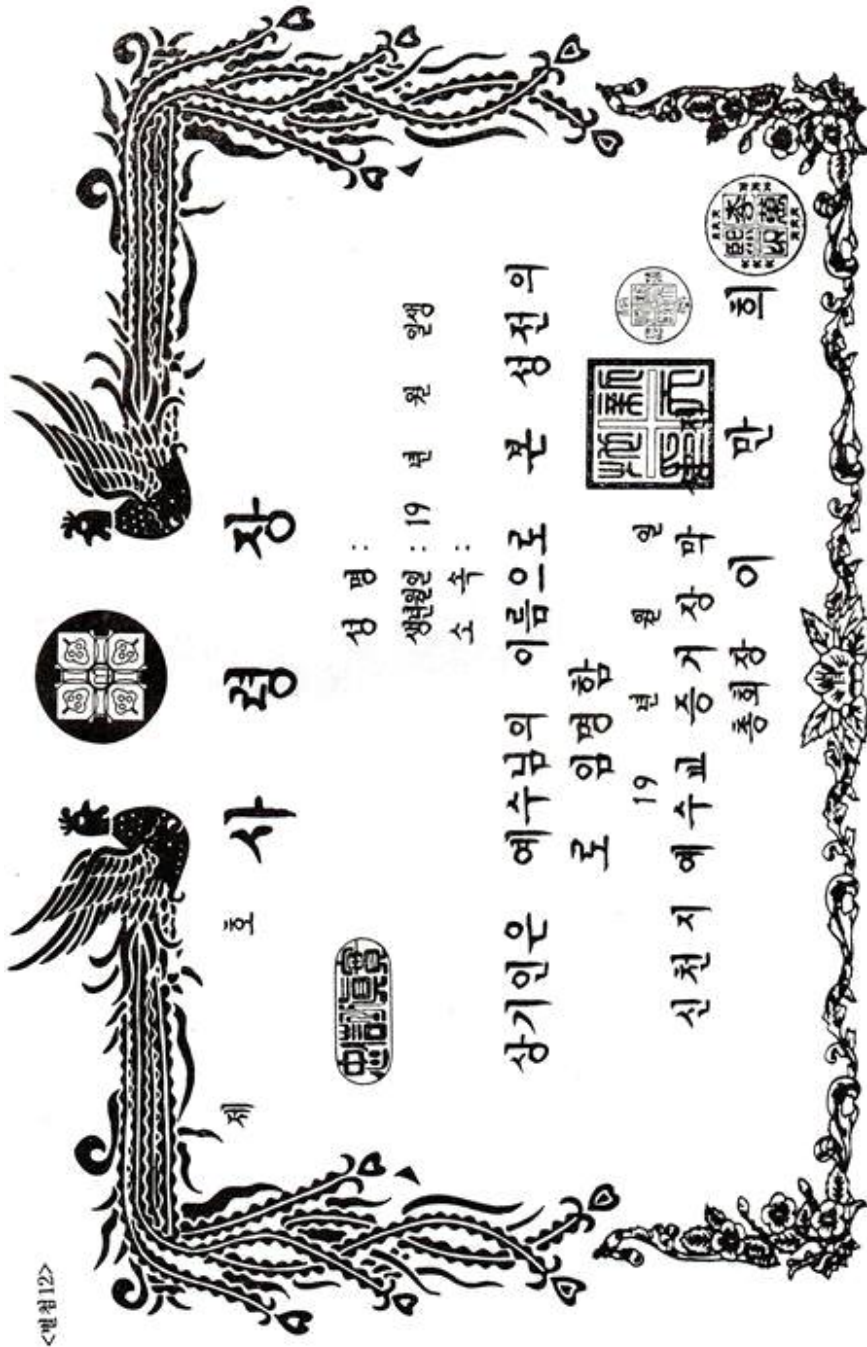 <별첨12>
제 호
사 령 장
성 명 :
생년월일 : 19 년 월 일생
소 속 :
상기인은 예수님의 이름으로 본 성전의
로 임명함
19 년 월 일
신천지 예수교 증거장막성전
총회장 이 만 희